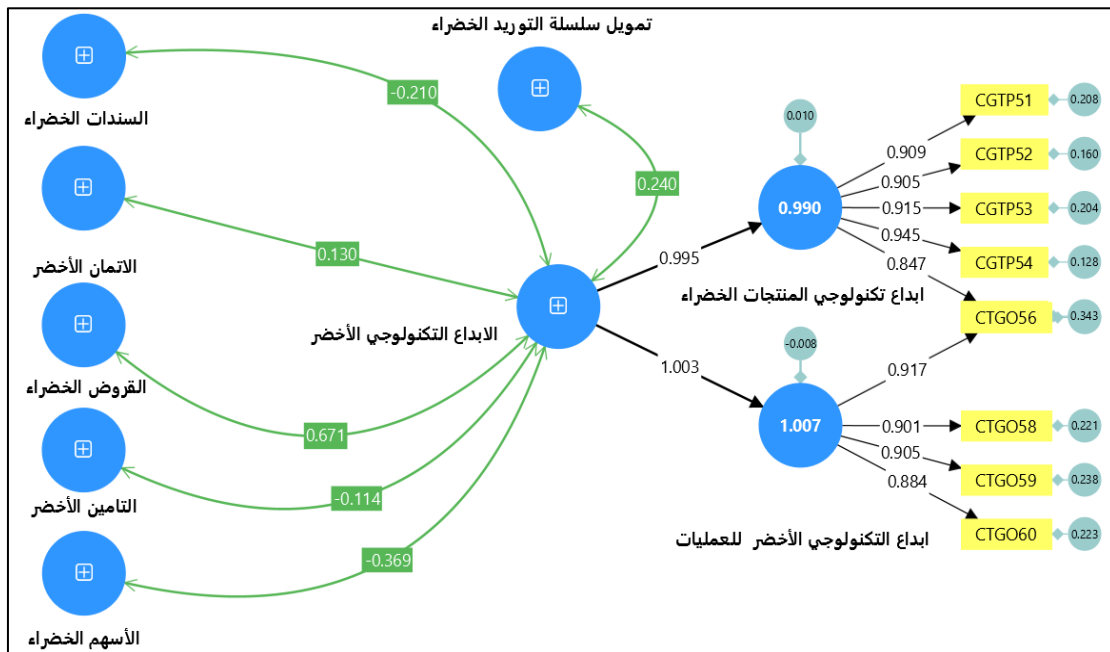 تمويل سلسلة التوريد الخضراء
السندات الخضراء
-0.210
0.240
الاتمان الأخضر
0.130
القروض الخضراء
0.671
التامين الأخضر
-0.114
الأسهم الخضراء
-0.369
الابداع التكنولوجي الأخضر
0.995
1.003
0.010
0.990
ابداع تكنولوجي المنتجات الخضراء
-0.008
1.007
ابداع التكنولوجي الأخضر للعمليات
0.909
0.905
0.915
0.945
0.847
0.917
0.901
0.905
0.884
CGTP51 0.208
CGTP52 0.160
CGTP53 0.204
CGTP54 0.128
CTGO56 0.343
CTGO58 0.221
CTGO59 0.238
CTGO60 0.223